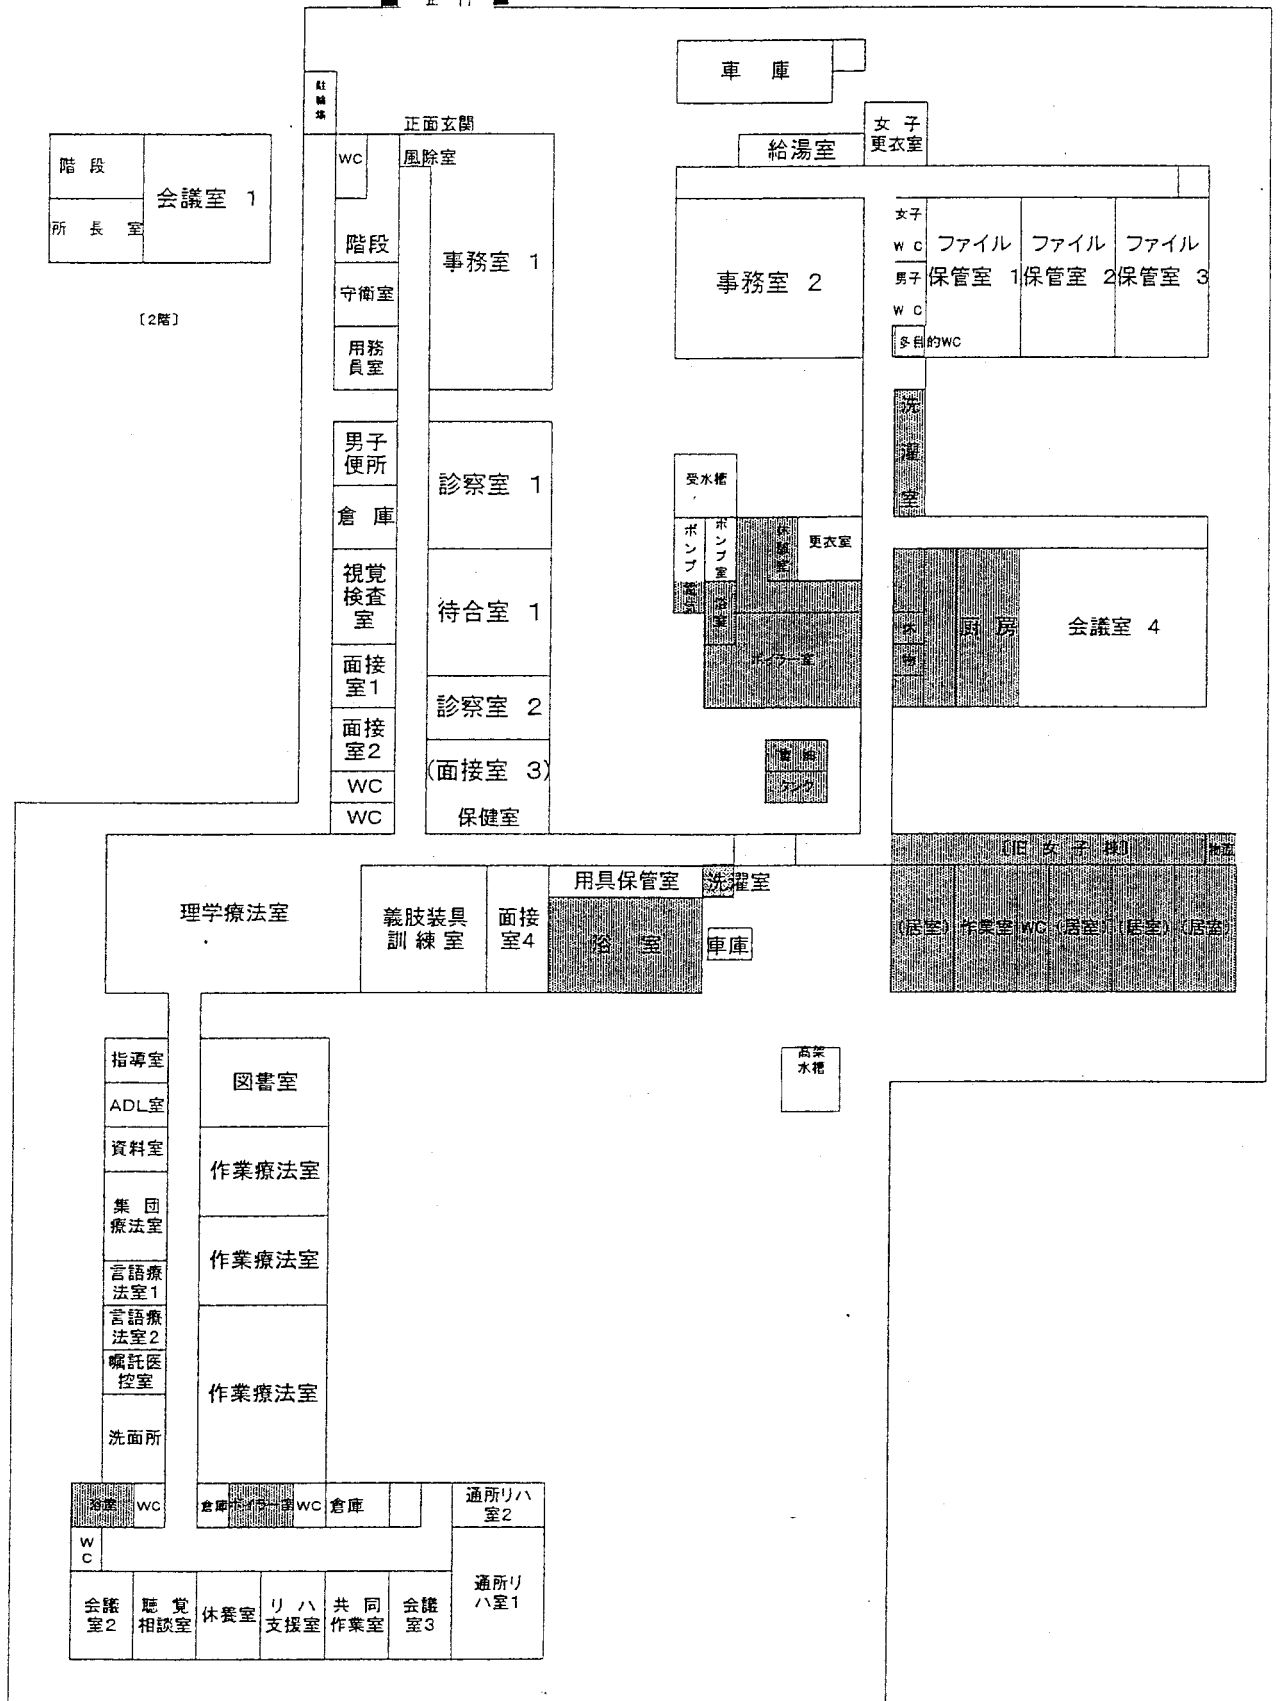 正 門
車 庫
駐
輪
場
正面玄関
女 子
更衣室
給湯室
WC
風除室
階 段
会議室 1
所 長 室
〔2階〕
階段
守衛室
用務
員室
事務室 1
事務室 2
女子
W C
男子
W C
多目的WC
ファイル
保管室 1
ファイル
保管室 2
ファイル
保管室 3
洗
濯
室
男子
便所
倉 庫
視覚
検査
室
面接
室1
面接
室2
WC
WC
診察室 1
待合室 1
診察室 2
(面接室 3)
保健室
受水槽
ポ
ン
プ
ポ
ン
プ
室
電気
浴
室
休
憩
室
更衣室
ボイラー室
休
物
厨 房
会議室 4
タンク
〔旧 女 子 棟〕
物置
(居室)
作業室
WC
(居室)
(居室)
(居室)
理学療法室
義肢装具
訓練室
面接
室4
用具保管室
洗濯室
浴 室
車庫
高架
水槽
指導室
ADL室
資料室
集 団
療法室
言語療
法室1
言語療
法室2
嘱託医
控室
洗面所
図書室
作業療法室
作業療法室
作業療法室
浴室
WC
倉庫
ボイラー室
WC
倉庫
通所リハ
室2
W
C
会議
室2
聴 覚
相談室
休養室
リ ハ
支援室
共 同
作業室
会議
室3
通所リ
ハ室1